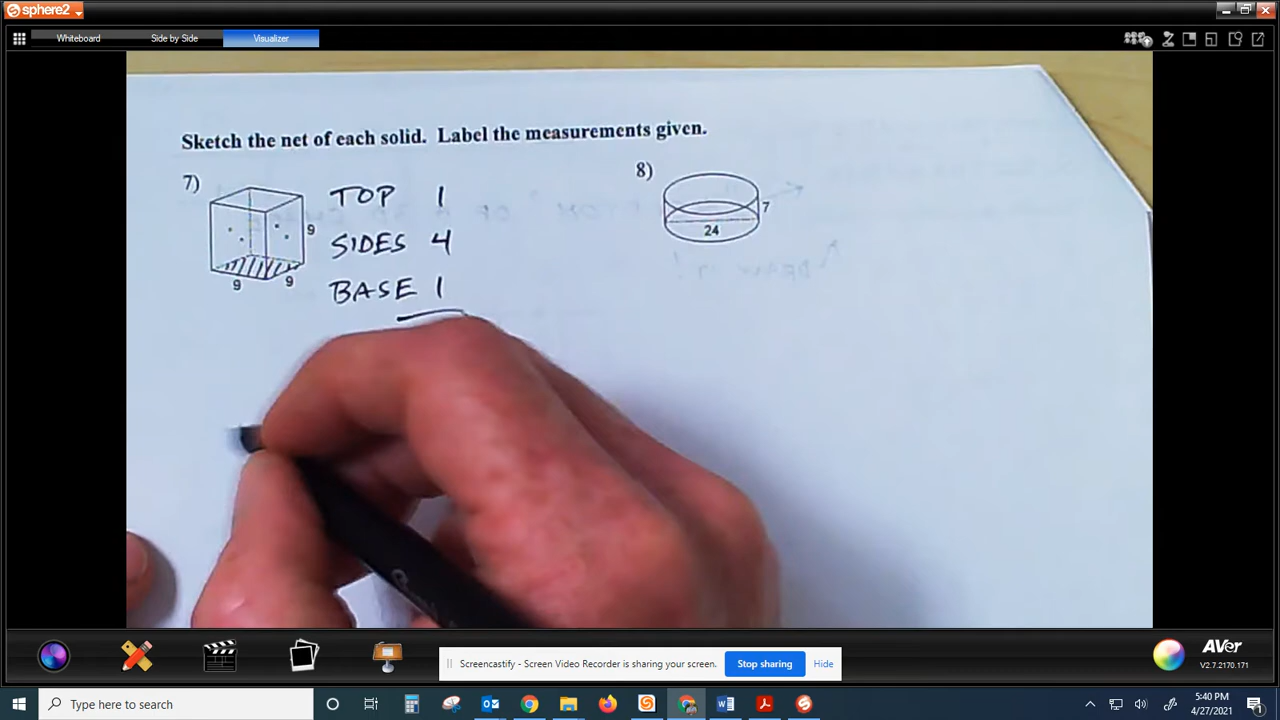 sphere2
Whiteboard
Side by Side
Visualizer
Sketch the net of each solid. Label the measurements given.
7)
9
9
9
TOP 1
SIDES 4
BASE 1
8)
7
24
Screencastify - Screen Video Recorder is sharing your screen.
Stop sharing
Hide
AVer
V2.7.2170.171
Type here to search
5:40 PM
4/27/2021